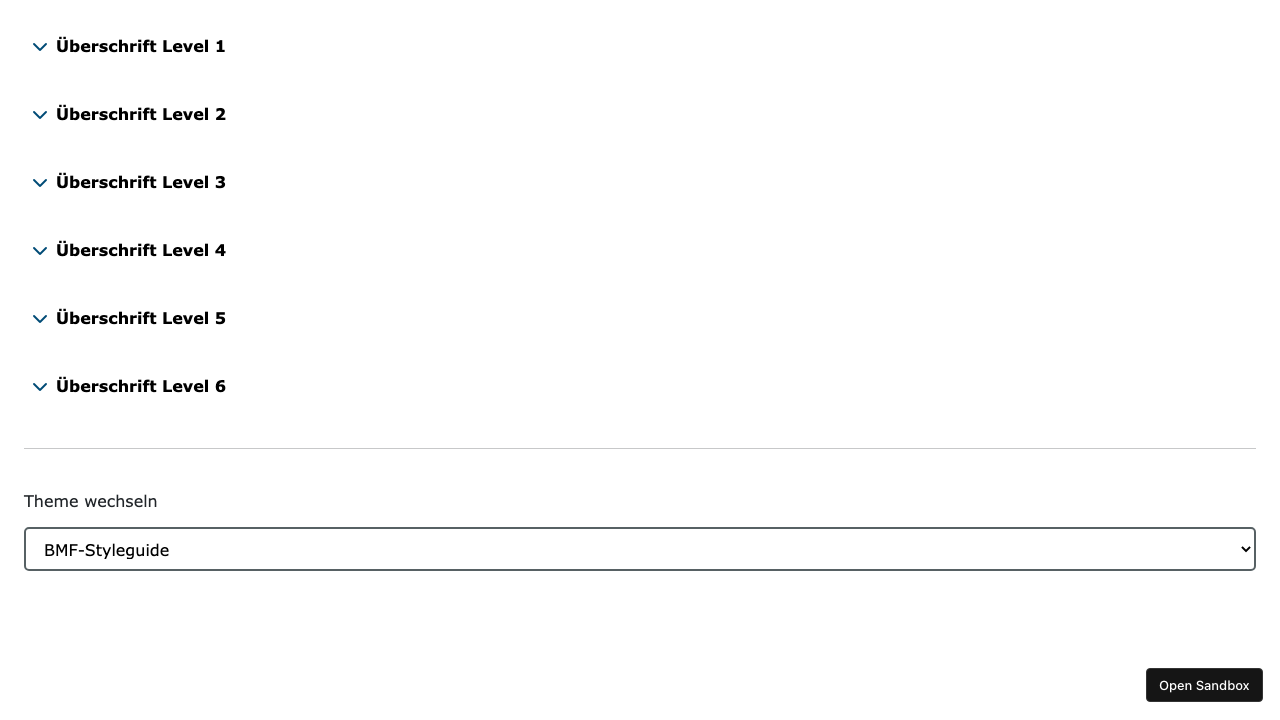 Überschrift Level 1
Überschrift Level 2
Überschrift Level 3
Überschrift Level 4
Überschrift Level 5
Überschrift Level 6
Theme wechseln
BMF-Styleguide
Open Sandbox